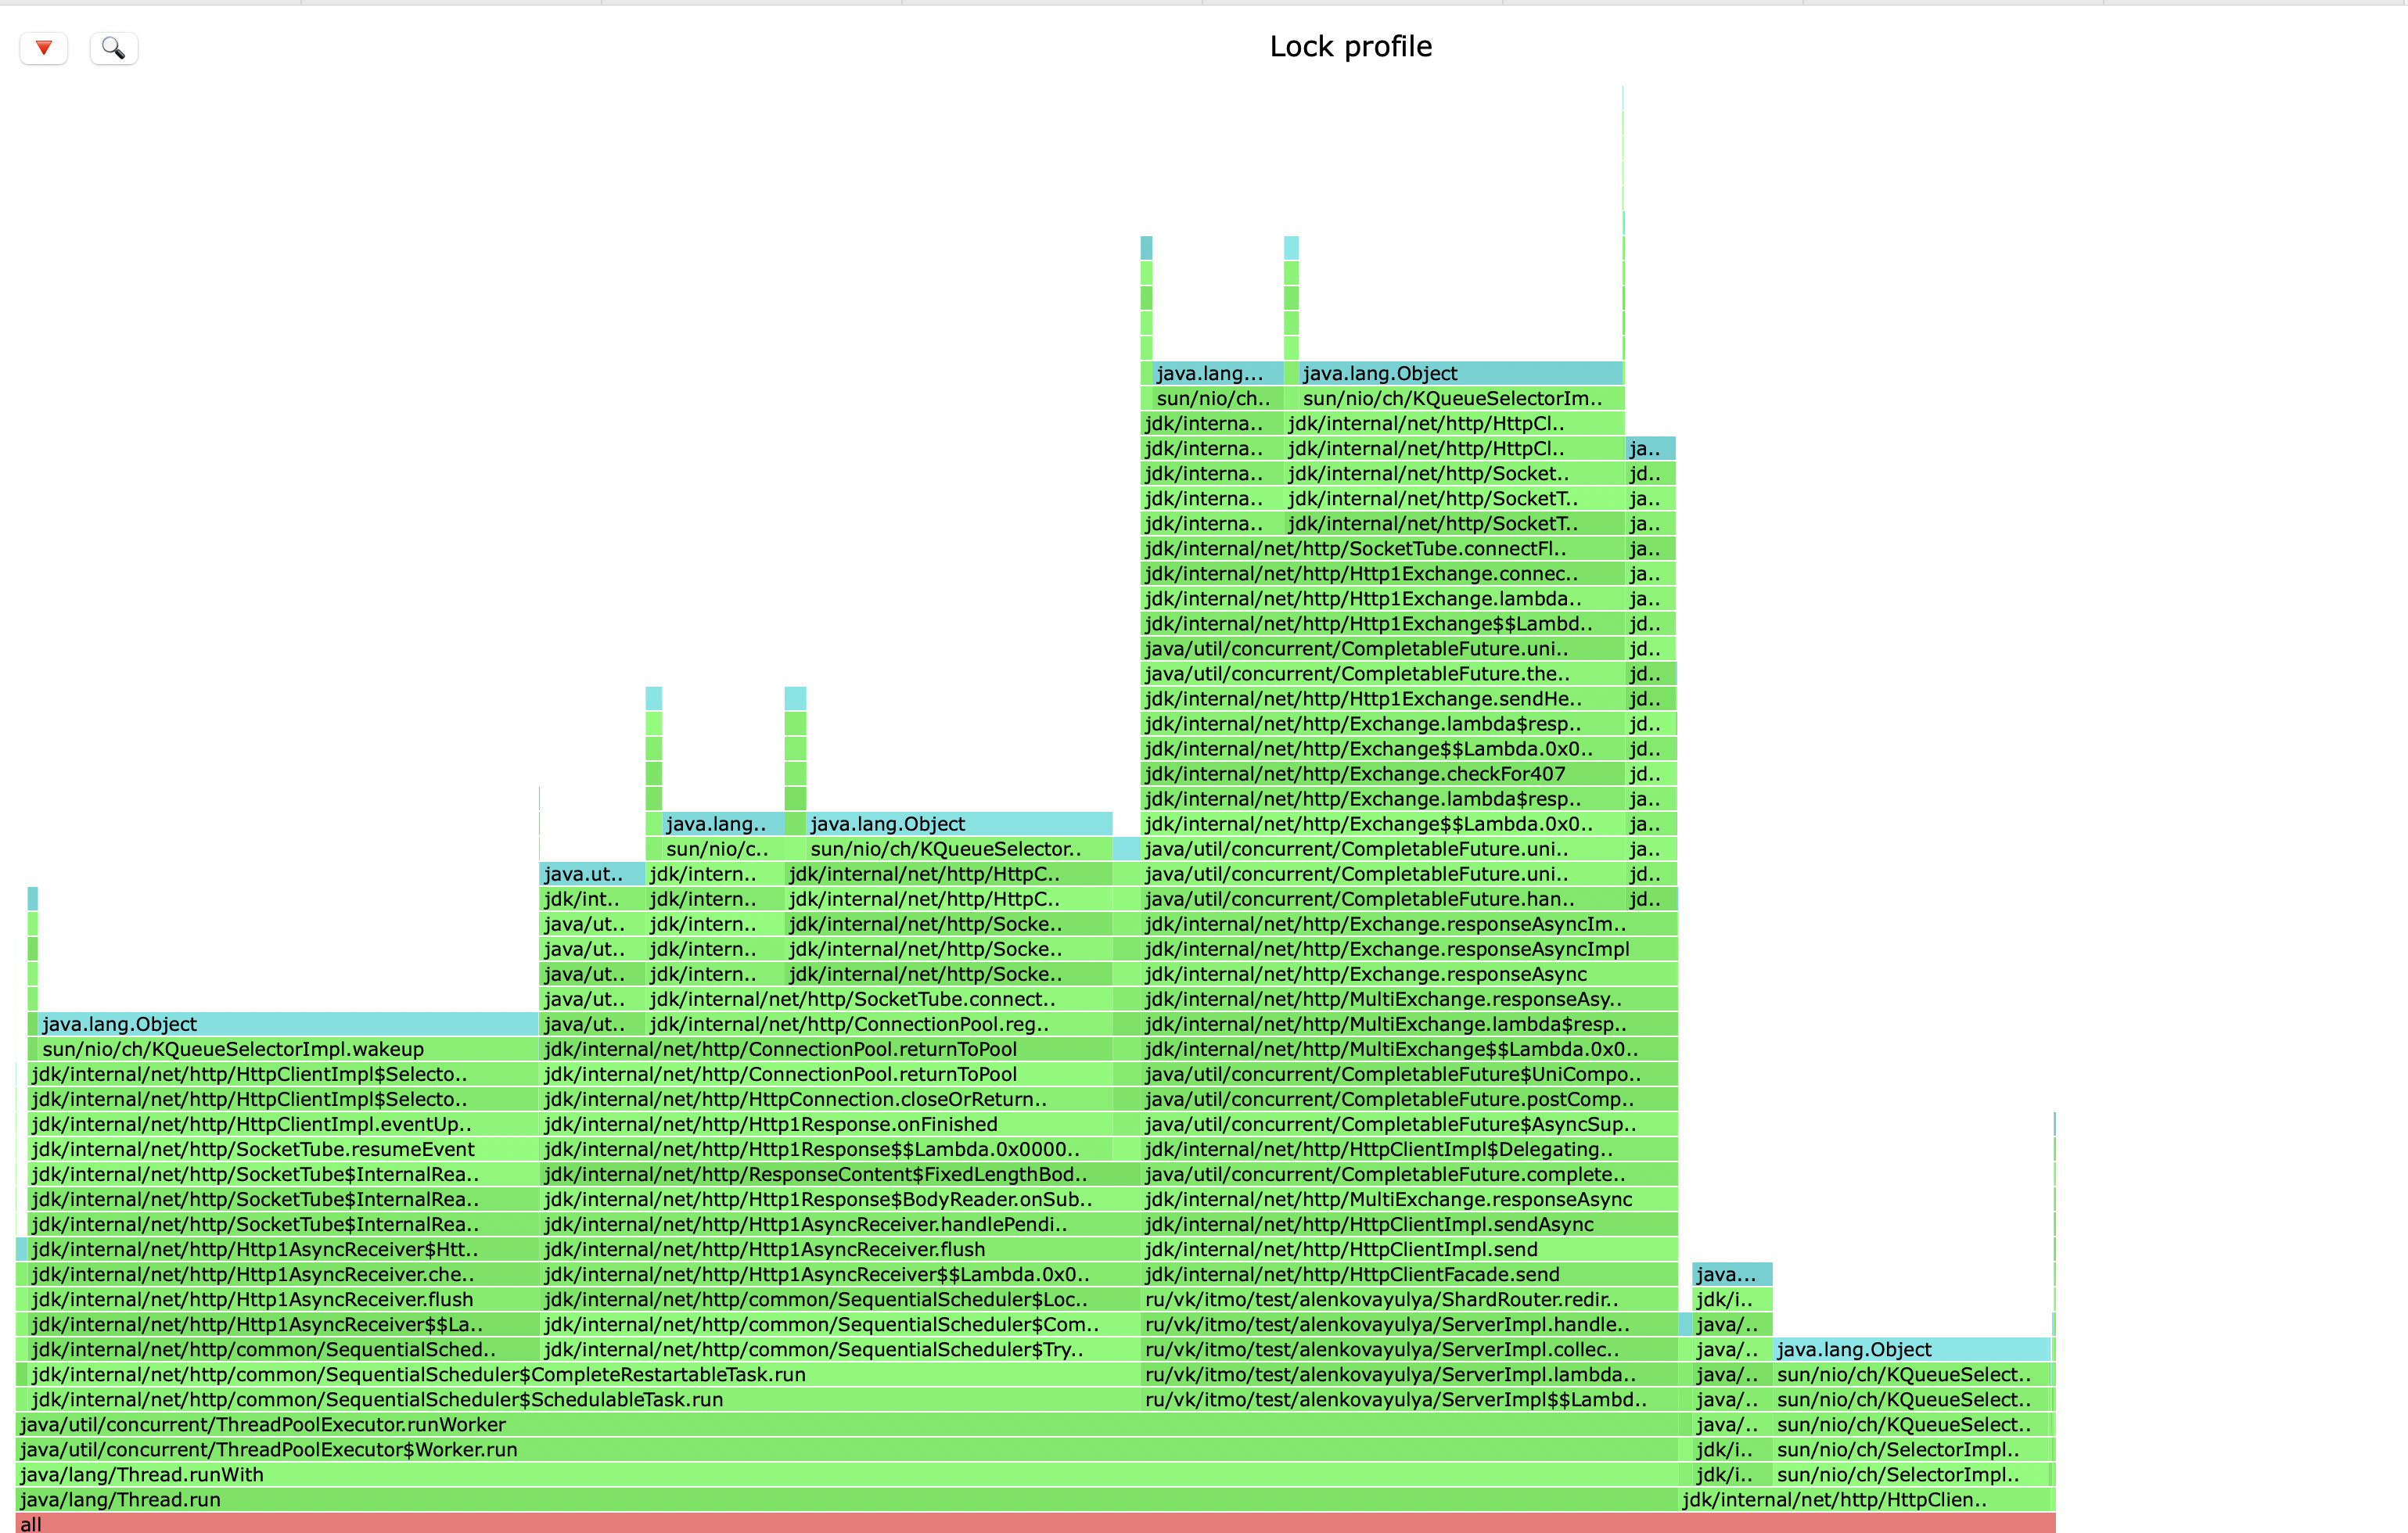 Lock profile
java.lang... java.lang.Object
sun/nio/ch.. sun/nio/ch/KQueueSelectorIm..
jdk/interna.. jdk/internal/net/http/HttpCl..
jdk/interna.. jdk/internal/net/http/HttpCl.. ja..
jdk/interna.. jdk/internal/net/http/Socket.. jd..
jdk/interna.. jdk/internal/net/http/SocketT.. ja..
jdk/interna.. jdk/internal/net/http/SocketT.. ja..
jdk/internal/net/http/SocketTube.connectFl.. ja..
jdk/internal/net/http/Http1Exchange.connec.. ja..
jdk/internal/net/http/Http1Exchange.lambda.. ja..
jdk/internal/net/http/Http1Exchange$$Lambd.. jd..
java/util/concurrent/CompletableFuture.uni.. jd..
java/util/concurrent/CompletableFuture.the.. jd..
jdk/internal/net/http/Http1Exchange.sendHe.. jd..
jdk/internal/net/http/Exchange.lambda$resp.. jd..
jdk/internal/net/http/Exchange$$Lambda.0x0.. jd..
jdk/internal/net/http/Exchange.checkFor407 jd..
jdk/internal/net/http/Exchange.lambda$resp.. ja..
java.lang.. java.lang.Object jdk/internal/net/http/Exchange$$Lambda.0x0.. ja..
sun/nio/c.. sun/nio/ch/KQueueSelector.. java/util/concurrent/CompletableFuture.uni.. ja..
java.ut.. jdk/intern.. jdk/internal/net/http/HttpC.. java/util/concurrent/CompletableFuture.uni.. jd..
jdk/int.. jdk/intern.. jdk/internal/net/http/HttpC.. java/util/concurrent/CompletableFuture.han.. jd..
java/ut.. jdk/intern.. jdk/internal/net/http/Socke.. jdk/internal/net/http/Exchange.responseAsyncIm..
java/ut.. jdk/intern.. jdk/internal/net/http/Socke.. jdk/internal/net/http/Exchange.responseAsyncImpl
java/ut.. jdk/intern.. jdk/internal/net/http/Socke.. jdk/internal/net/http/Exchange.responseAsync
java/ut.. jdk/internal/net/http/SocketTube.connect.. jdk/internal/net/http/MultiExchange.responseAsy..
java.lang.Object java/ut.. jdk/internal/net/http/ConnectionPool.reg.. jdk/internal/net/http/MultiExchange.lambda$resp..
sun/nio/ch/KQueueSelectorImpl.wakeup jdk/internal/net/http/ConnectionPool.returnToPool jdk/internal/net/http/MultiExchange$$Lambda.0x0..
jdk/internal/net/http/HttpClientImpl$Selecto.. jdk/internal/net/http/ConnectionPool.returnToPool java/util/concurrent/CompletableFuture$UniCompo..
jdk/internal/net/http/HttpClientImpl$Selecto.. jdk/internal/net/http/HttpConnection.closeOrReturn.. java/util/concurrent/CompletableFuture.postComp..
jdk/internal/net/http/HttpClientImpl.eventUp.. jdk/internal/net/http/Http1Response.onFinished java/util/concurrent/CompletableFuture$AsyncSup..
jdk/internal/net/http/SocketTube.resumeEvent jdk/internal/net/http/Http1Response$$Lambda.0x0000.. jdk/internal/net/http/HttpClientImpl$Delegating..
jdk/internal/net/http/SocketTube$InternalRea.. jdk/internal/net/http/ResponseContent$FixedLengthBod.. java/util/concurrent/CompletableFuture.complete..
jdk/internal/net/http/SocketTube$InternalRea.. jdk/internal/net/http/Http1Response$BodyReader.onSub.. jdk/internal/net/http/MultiExchange.responseAsync
jdk/internal/net/http/SocketTube$InternalRea.. jdk/internal/net/http/Http1AsyncReceiver.handlePendi.. jdk/internal/net/http/HttpClientImpl.sendAsync
jdk/internal/net/http/Http1AsyncReceiver$Htt.. jdk/internal/net/http/Http1AsyncReceiver.flush jdk/internal/net/http/HttpClientImpl.send
jdk/internal/net/http/Http1AsyncReceiver.che.. jdk/internal/net/http/Http1AsyncReceiver$$Lambda.0x0.. jdk/internal/net/http/HttpClientFacade.send java...
jdk/internal/net/http/Http1AsyncReceiver.flush jdk/internal/net/http/common/SequentialScheduler$Loc.. ru/vk/itmo/test/alenkovayulya/ShardRouter.redir.. jdk/i..
jdk/internal/net/http/Http1AsyncReceiver$$La.. jdk/internal/net/http/common/SequentialScheduler$Com.. ru/vk/itmo/test/alenkovayulya/ServerImpl.handle.. java/..
jdk/internal/net/http/common/SequentialSched.. jdk/internal/net/http/common/SequentialScheduler$Try.. ru/vk/itmo/test/alenkovayulya/ServerImpl.collec.. java/.. java.lang.Object
jdk/internal/net/http/common/SequentialScheduler$CompleteRestartableTask.run ru/vk/itmo/test/alenkovayulya/ServerImpl.lambda.. java/.. sun/nio/ch/KQueueSelect..
jdk/internal/net/http/common/SequentialScheduler$SchedulableTask.run ru/vk/itmo/test/alenkovayulya/ServerImpl$$Lambd.. java/.. sun/nio/ch/KQueueSelect..
java/util/concurrent/ThreadPoolExecutor.runWorker java/.. sun/nio/ch/KQueueSelect..
java/util/concurrent/ThreadPoolExecutor$Worker.run jdk/i.. sun/nio/ch/SelectorImpl..
java/lang/Thread.runWith jdk/i.. sun/nio/ch/SelectorImpl..
java/lang/Thread.run jdk/internal/net/http/HttpClien..
all